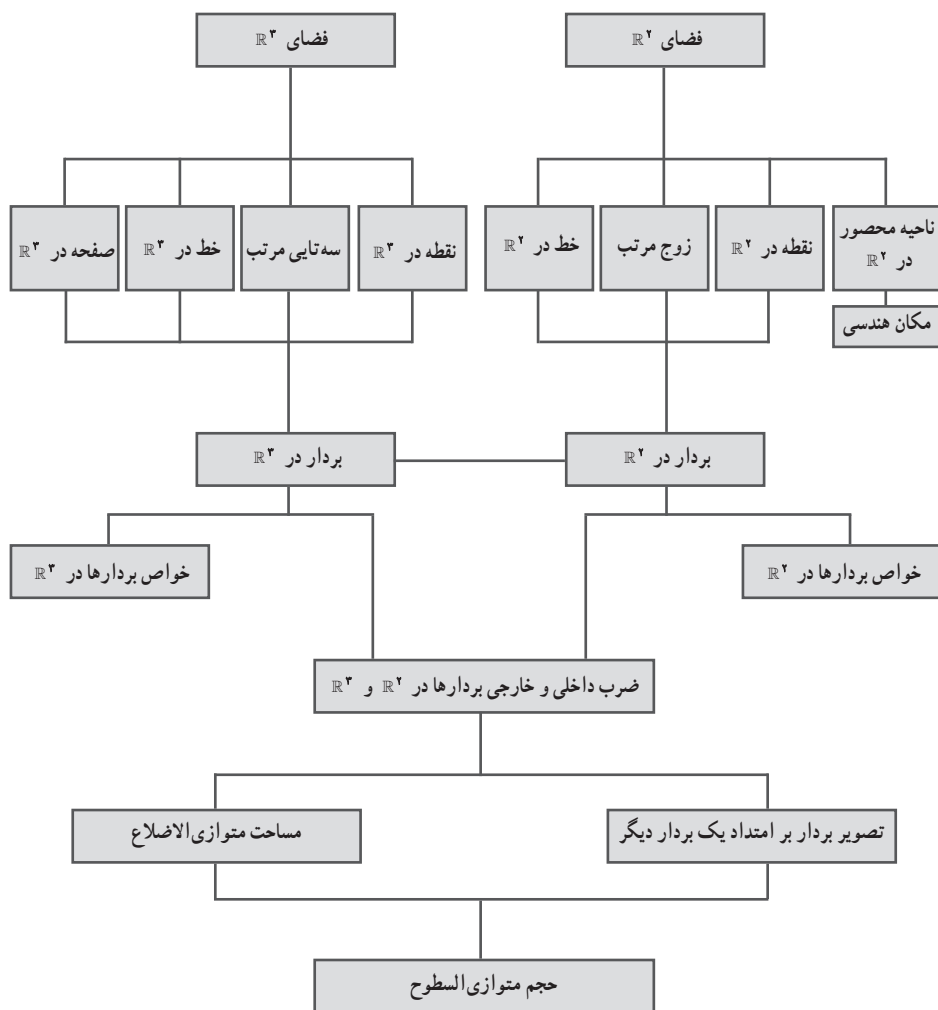 فضای ℝ۲
فضای ℝ۳
ناحیه محصور
در ℝ۲
نقطه در ℝ۲
زوج مرتب
خط در ℝ۲
نقطه در ℝ۳
سه‌تایی مرتب
خط در ℝ۳
صفحه در ℝ۳
مکان هندسی
بردار در ℝ۲
بردار در ℝ۳
خواص بردارها در ℝ۲
خواص بردارها در ℝ۳
ضرب داخلی و خارجی بردارها در ℝ۲ و ℝ۳
تصویر بردار بر امتداد یک بردار دیگر
مساحت متوازی‌الاضلاع
حجم متوازی‌السطوح